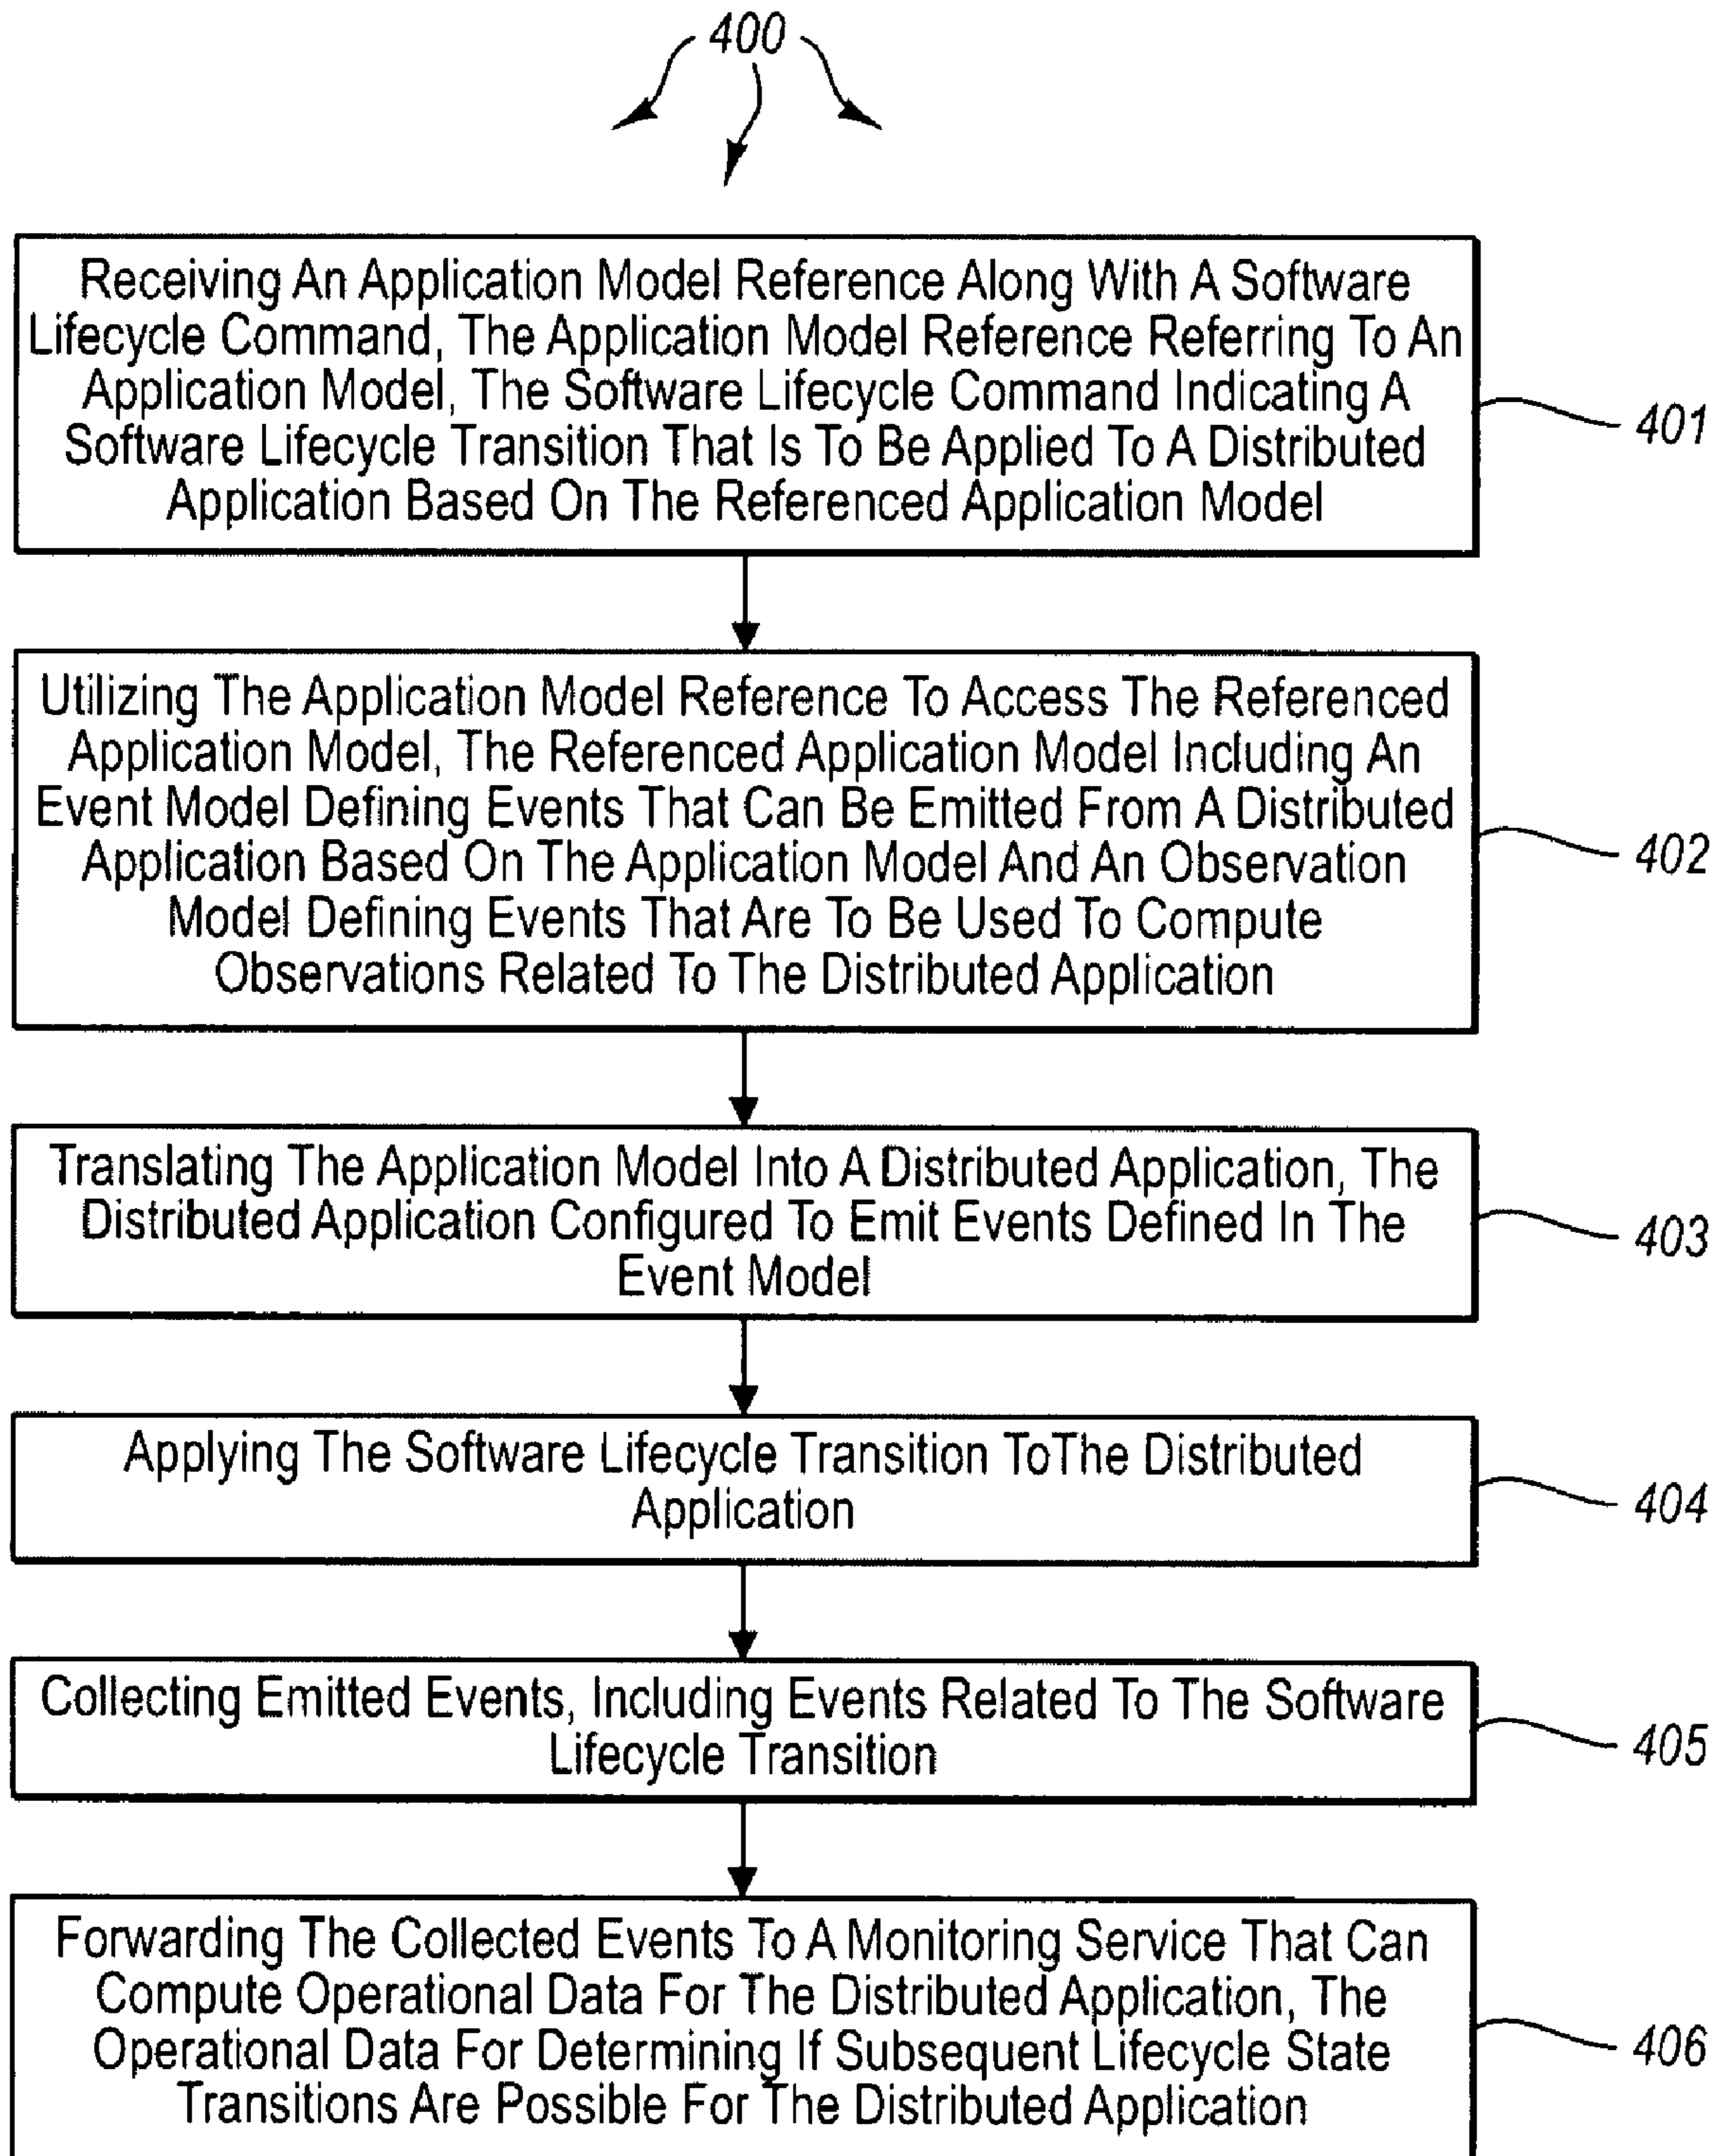 400
Receiving An Application Model Reference Along With A Software
Lifecycle Command, The Application Model Reference Referring To An
Application Model, The Software Lifecycle Command Indicating A
Software Lifecycle Transition That Is To Be Applied To A Distributed
Application Based On The Referenced Application Model
401
Utilizing The Application Model Reference To Access The Referenced
Application Model, The Referenced Application Model Including An
Event Model Defining Events That Can Be Emitted From A Distributed
Application Based On The Application Model And An Observation
Model Defining Events That Are To Be Used To Compute
Observations Related To The Distributed Application
402
Translating The Application Model Into A Distributed Application, The
Distributed Application Configured To Emit Events Defined In The
Event Model
403
Applying The Software Lifecycle Transition ToThe Distributed
Application
404
Collecting Emitted Events, Including Events Related To The Software
Lifecycle Transition
405
Forwarding The Collected Events To A Monitoring Service That Can
Compute Operational Data For The Distributed Application, The
Operational Data For Determining If Subsequent Lifecycle State
Transitions Are Possible For The Distributed Application
406